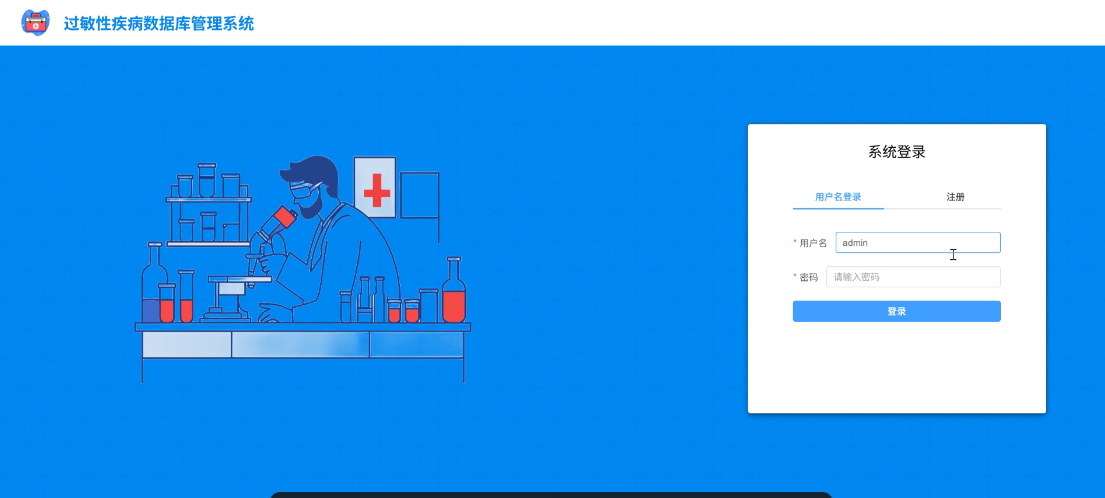 过敏性疾病数据库管理系统
系统登录
用户名登录 注册
* 用户名 admin
* 密码 请输入密码
登录